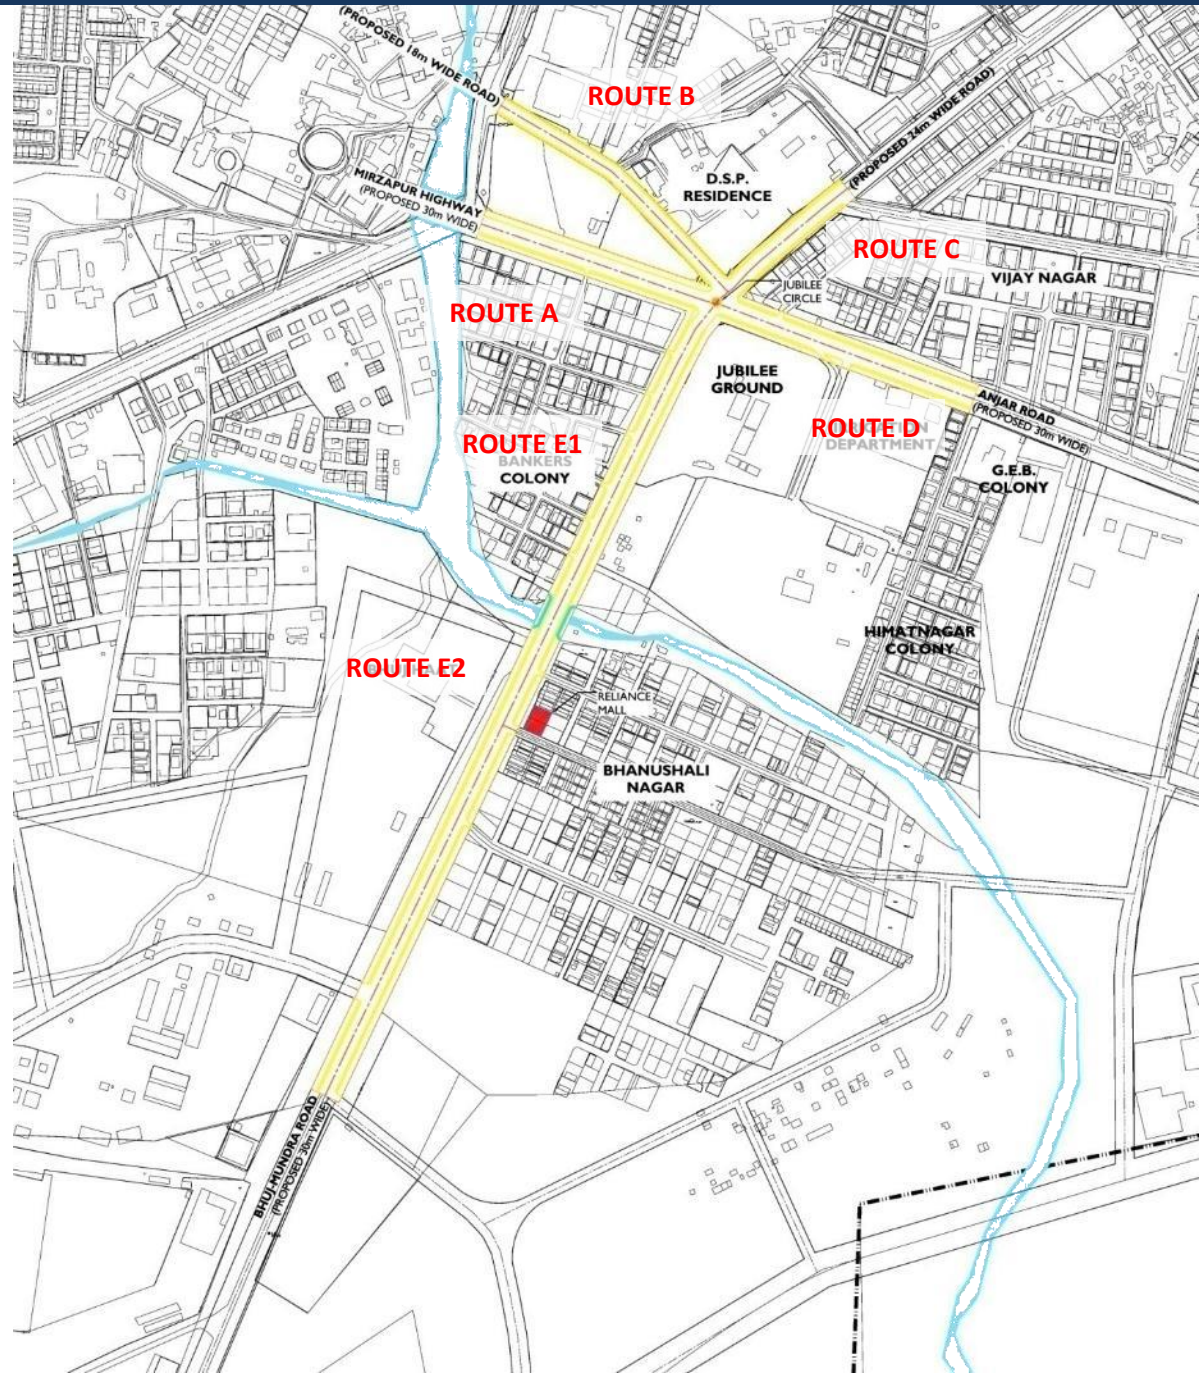 (PROPOSED 18m WIDE ROAD)
ROUTE B
(PROPOSED 24m WIDE ROAD)
D.S.P.
RESIDENCE
MIRZAPUR HIGHWAY
(PROPOSED 30m WIDE)
ROUTE C
VIJAY NAGAR
JUBILEE
CIRCLE
ROUTE A
JUBILEE
GROUND
ANJAR ROAD
(PROPOSED 30m WIDE)
ROUTE D
DEPARTMENT
ROUTE E1
BANKERS
COLONY
G.E.B.
COLONY
HIMATNAGAR
COLONY
ROUTE E2
RELIANCE
MALL
BHANUSHALI
NAGAR
BHUJ-MUNDRA ROAD
(PROPOSED 30m WIDE)